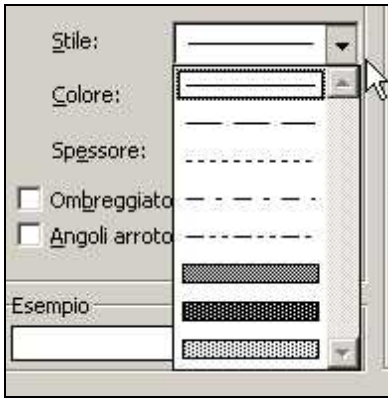 Stile:
Colore:
Spessore:
Ombreggiato
Angoli arroto
Esempio